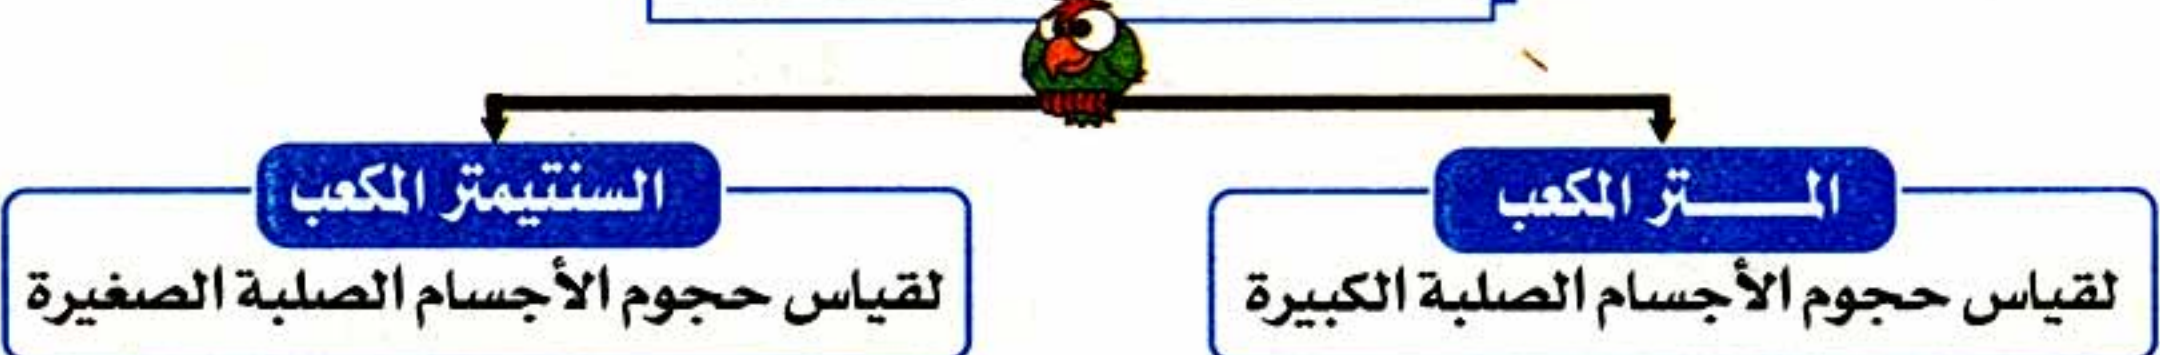 المتر المكعب
لقياس حجوم الأجسام الصلبة الكبيرة
السنتيمتر المكعب
لقياس حجوم الأجسام الصلبة الصغيرة